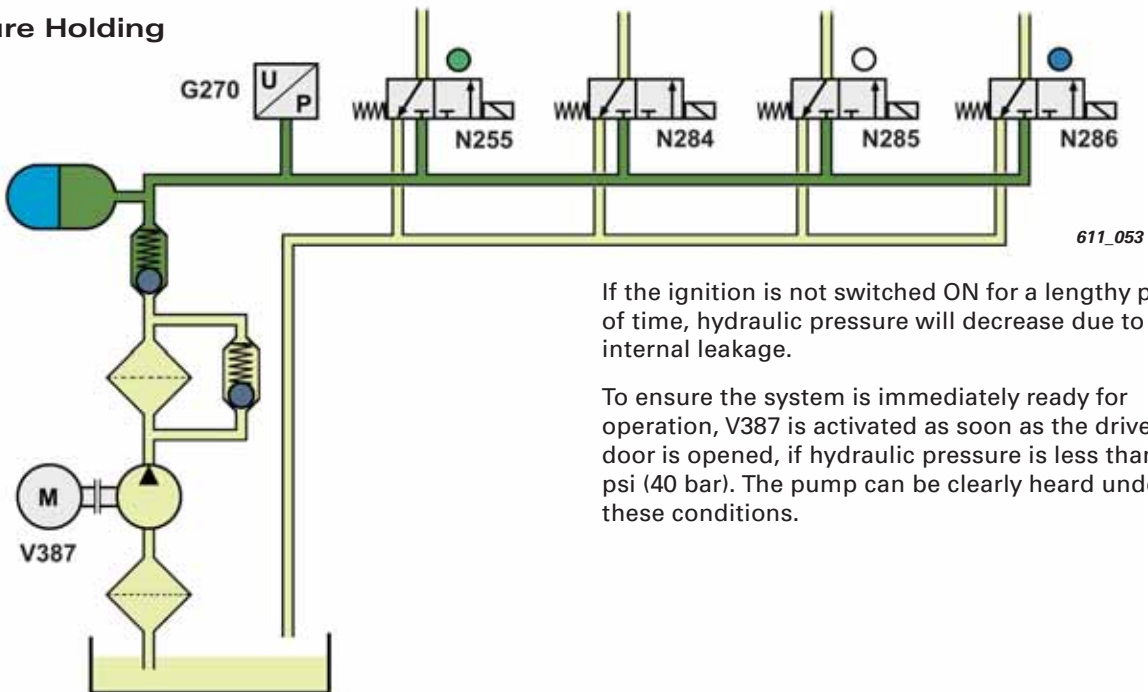 ure Holding
G270
U
P
N255
N284
N285
N286
611_053
If the ignition is not switched ON for a lengthy p
of time, hydraulic pressure will decrease due to
internal leakage.
To ensure the system is immediately ready for
operation, V387 is activated as soon as the drive
door is opened, if hydraulic pressure is less than
psi (40 bar). The pump can be clearly heard unde
these conditions.
M
V387